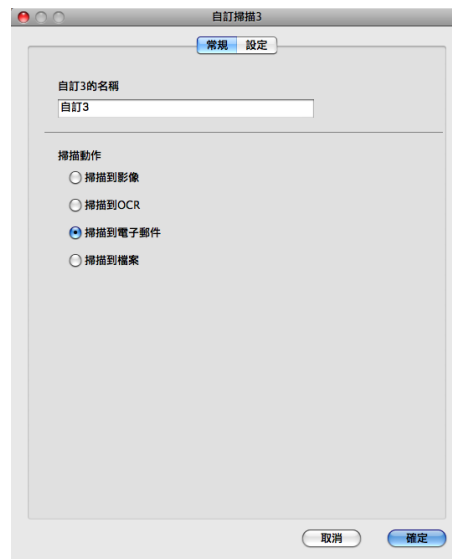 自訂掃描3
常規 設定
自訂3的名稱
自訂3
掃描動作
掃描到影像
掃描到OCR
掃描到電子郵件
掃描到檔案
取消 確定